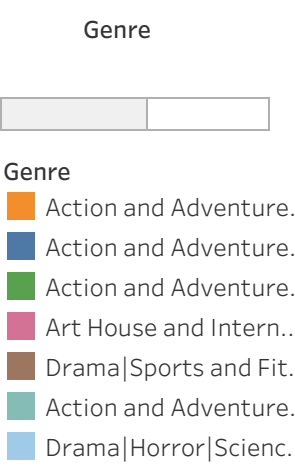 Genre
Genre
Action and Adventure.
Action and Adventure.
Action and Adventure.
Art House and Intern..
Drama|Sports and Fit.
Action and Adventure.
Drama|Horror|Scienc.